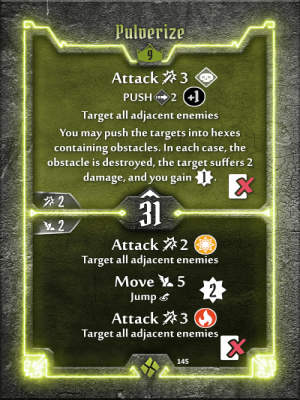 Pulverize
9
Attack 3
PUSH 2 +1
Target all adjacent enemies
You may push the targets into hexes
containing obstacles. In each case, the
obstacle is destroyed, the target suffers 2
damage, and you gain 1.
2
31
2
Attack 2
Target all adjacent enemies
Move 5
Jump
2
Attack 3
Target all adjacent enemies
145